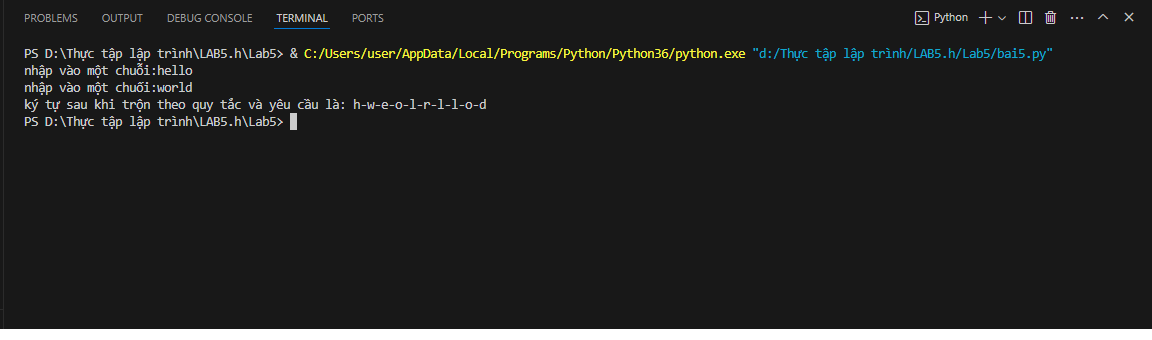 PROBLEMS OUTPUT DEBUG CONSOLE TERMINAL PORTS Python
PS D:\Thực tập lập trình\LAB5.h\Lab5> & C:/Users/user/AppData/Local/Programs/Python/Python36/python.exe "d:/Thực tập lập trình/LAB5.h/Lab5/bai5.py"
nhập vào một chuỗi:hello
nhập vào một chuỗi:world
ký tự sau khi trộn theo quy tắc và yêu cầu là: h-w-e-o-l-r-l-l-o-d
PS D:\Thực tập lập trình\LAB5.h\Lab5>